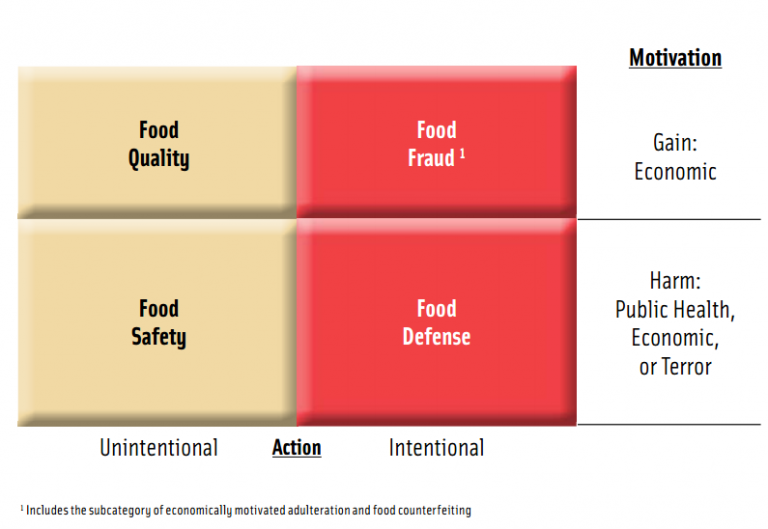 Motivation
Food
Quality
Food
Fraud ¹
Gain:
Economic
Food
Safety
Food
Defense
Harm:
Public Health,
Economic,
or Terror
Unintentional
Action
Intentional
¹ Includes the subcategory of economically motivated adulteration and food counterfeiting